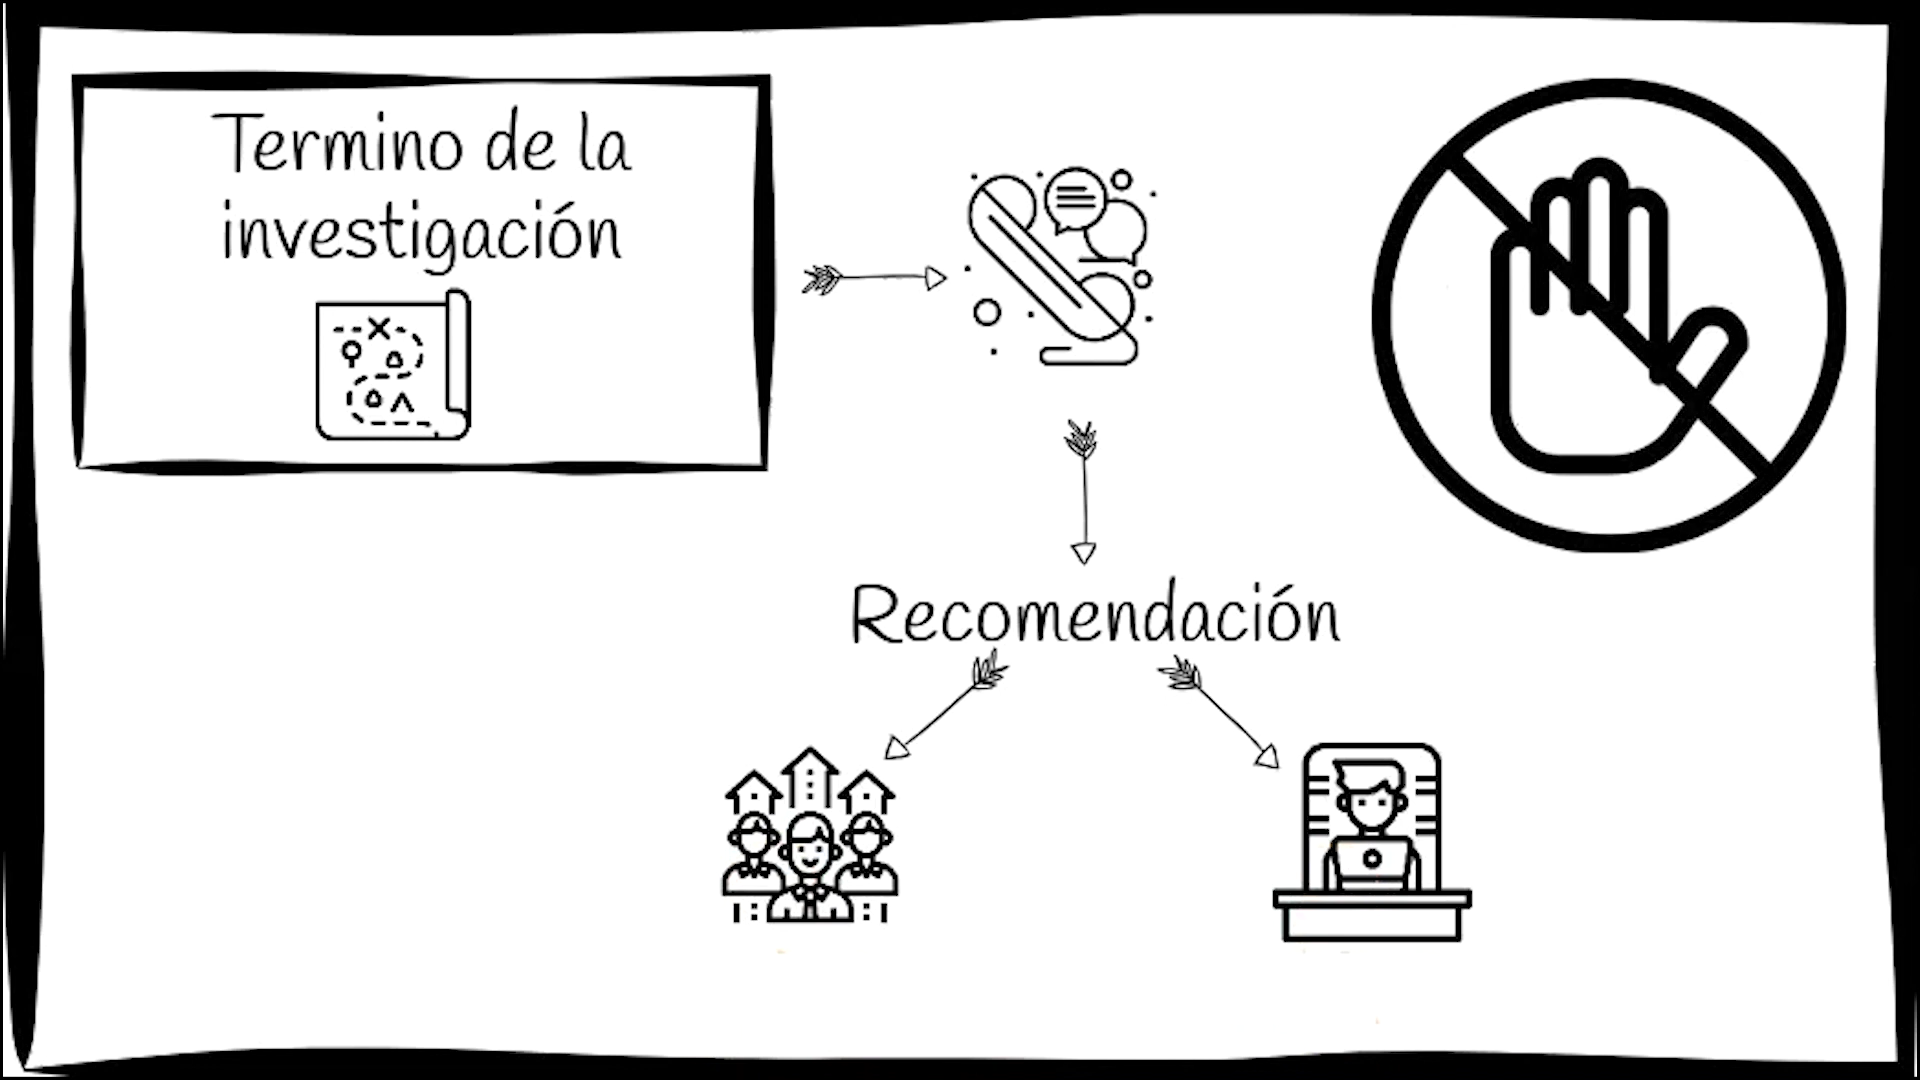 Termino de la
investigación
Recomendación